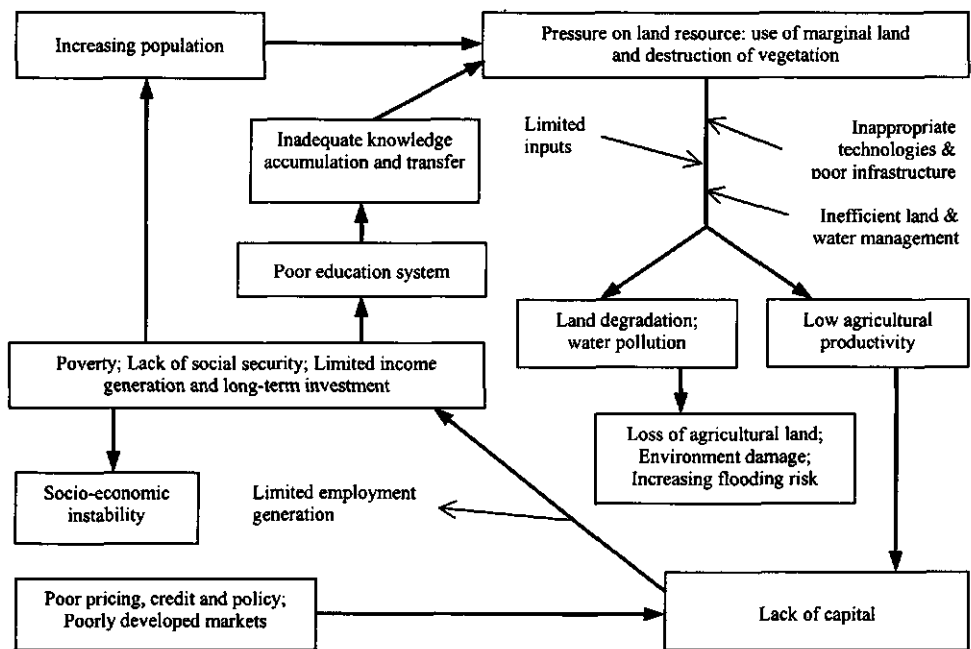 Increasing population
Pressure on land resource: use of marginal land
and destruction of vegetation
Inadequate knowledge
accumulation and transfer
Limited
inputs
Inappropriate
technologies &
poor infrastructure
Inefficient land &
water management
Poor education system
Land degradation;
water pollution
Low agricultural
productivity
Poverty; Lack of social security; Limited income
generation and long-term investment
Loss of agricultural land;
Environment damage;
Increasing flooding risk
Socio-economic
instability
Limited employment
generation
Poor pricing, credit and policy;
Poorly developed markets
Lack of capital